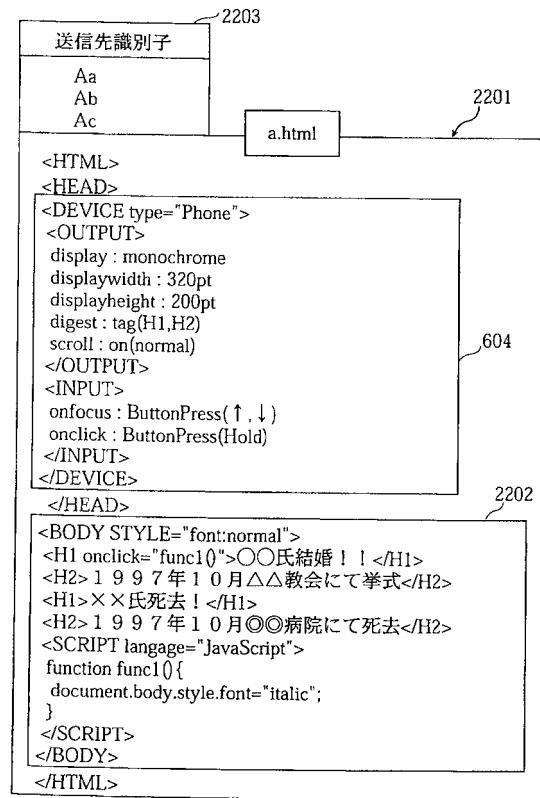 2203
送信先識別子
Aa
Ab
Ac
2201
a.html
<HTML>
<HEAD>
<DEVICE type="Phone">
<OUTPUT>
display : monochrome
displaywidth : 320pt
displayheight : 200pt
digest : tag(H1,H2)
scroll : on(normal)
</OUTPUT>
<INPUT>
onfocus : ButtonPress(↑,↓)
onclick : ButtonPress(Hold)
</INPUT>
</DEVICE>
604
</HEAD>
2202
<BODY STYLE="font:normal">
<H1 onclick="func1()">○○氏結婚！！</H1>
<H2>１９９７年１０月△△教会にて挙式</H2>
<H1>××氏死去！</H1>
<H2>１９９７年１０月◎◎病院にて死去</H2>
<SCRIPT langage="JavaScript">
function func1(){
document.body.style.font="italic";
}
</SCRIPT>
</BODY>
</HTML>